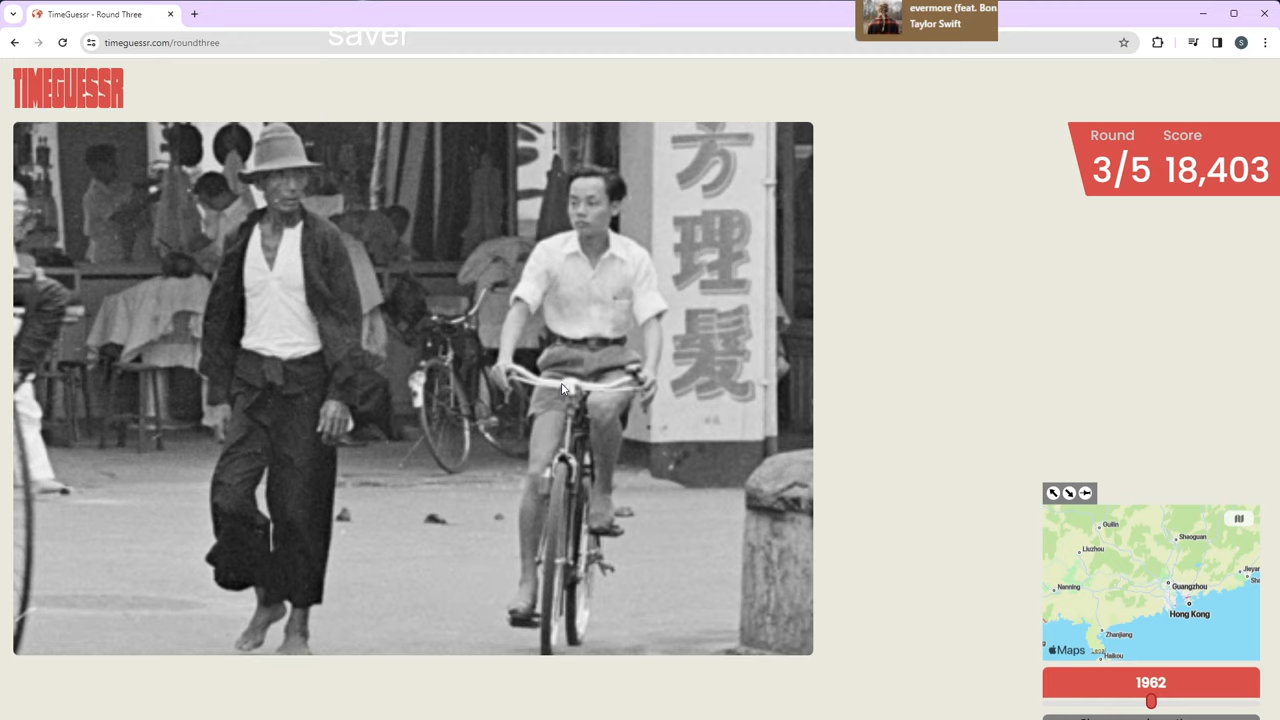 TimeGuessr - Round Three
evermore (feat. Bon
Taylor Swift
timeguessr.com/roundthree
saver
S
TIMEGUESSR
Round Score
3/5 18,403
理
髮
Guilin
Shaoguan
Liuzhou
Nanning
Guangzhou
Hong Kong
Zhanjiang
Haikou
Maps
Legal
1962